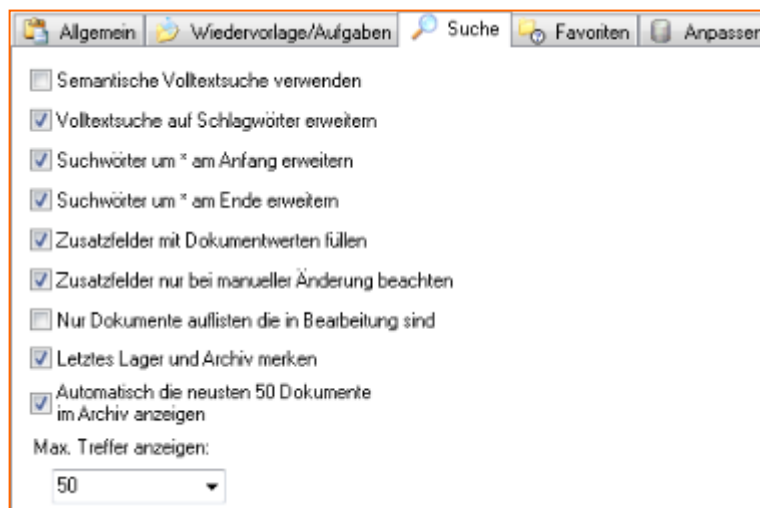 Allgemein Wiedervorlage/Aufgaben Suche Favoriten Anpassen
Semantische Volltextsuche verwenden
Volltextsuche auf Schlagwörter erweitern
Suchwörter um * am Anfang erweitern
Suchwörter um * am Ende erweitern
Zusatzfelder mit Dokumentwerten füllen
Zusatzfelder nur bei manueller Änderung beachten
Nur Dokumente auflisten die in Bearbeitung sind
Letztes Lager und Archiv merken
Automatisch die neusten 50 Dokumente
im Archiv anzeigen
Max. Treffer anzeigen:
50